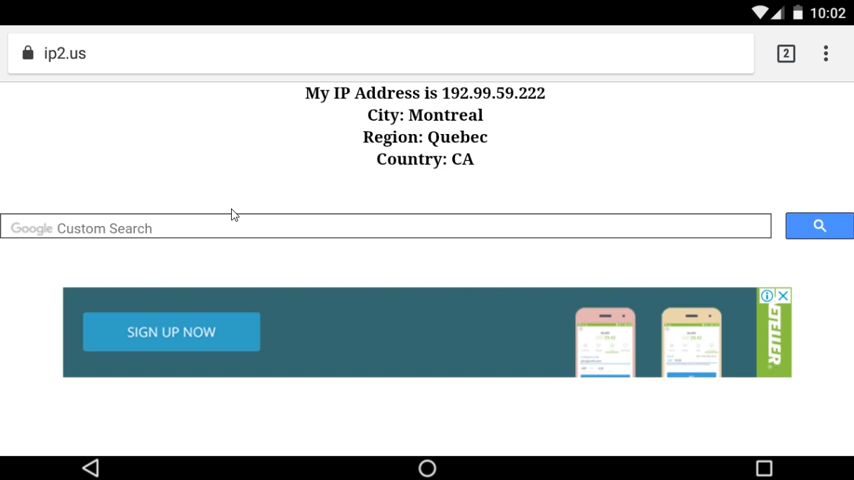 10:02
ip2.us
2
My IP Address is 192.99.59.222
City: Montreal
Region: Quebec
Country: CA
Google Custom Search
SIGN UP NOW